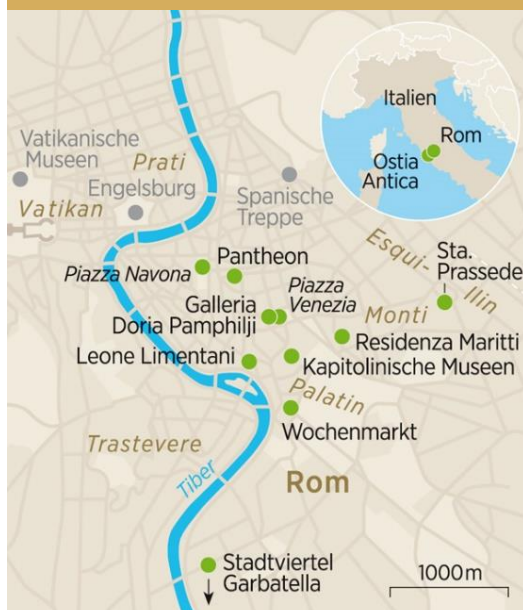 Italien
Rom
Ostia
Antica
Vatikanische
Museen
Prati
Engelsburg
Vatikan
Spanische
Treppe
Esqui-
lin
Sta.
Prassede
Pantheon
Piazza Navona
Piazza
Venezia
Galleria
Doria Pamphilj
Monti
Residenza Maritti
Leone Limentani
Kapitolinische Museen
Palatin
Wochenmarkt
Trastevere
Tiber
Rom
Stadtviertel
Garbatella
1000m